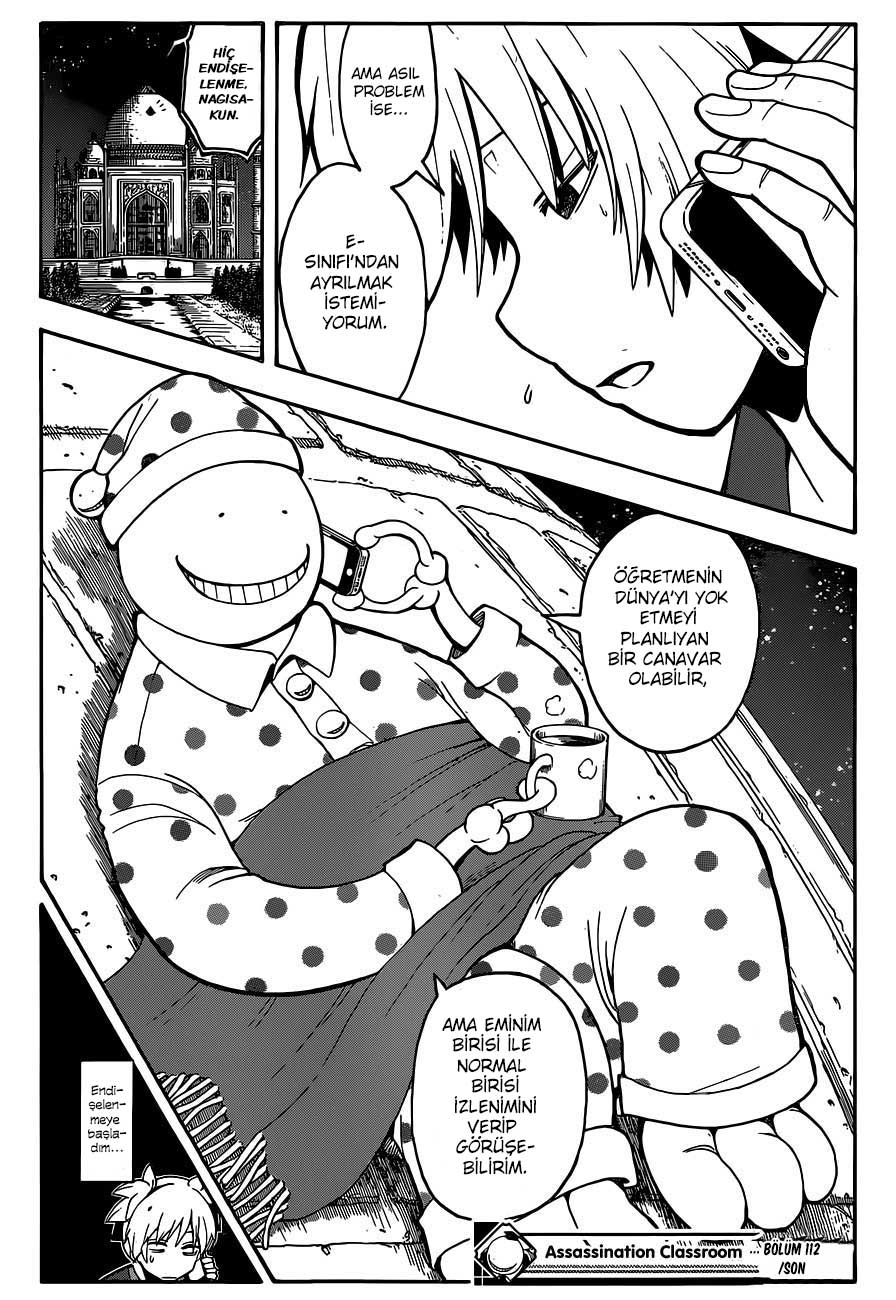 AMA ASIL
PROBLEM
İSE...
E-
SINIFI'NDAN
AYRILMAK
İSTEMİ-
YORUM.
HİÇ
ENDİŞE-
LENME,
NAGISA-
KUN.
ÖĞRETMENİN
DÜNYA'YI YOK
ETMEYİ
PLANLIYAN
BİR CANAVAR
OLABİLİR,
AMA EMİNİM
BİRİSİ İLE
NORMAL
BİRİSİ
İZLENİMİNİ
VERİP
GÖRÜŞE-
BİLİRİM.
Endi-
şelen-
meye
başla-
dım...
Assassination Classroom ... BÖLÜM 112
/SON